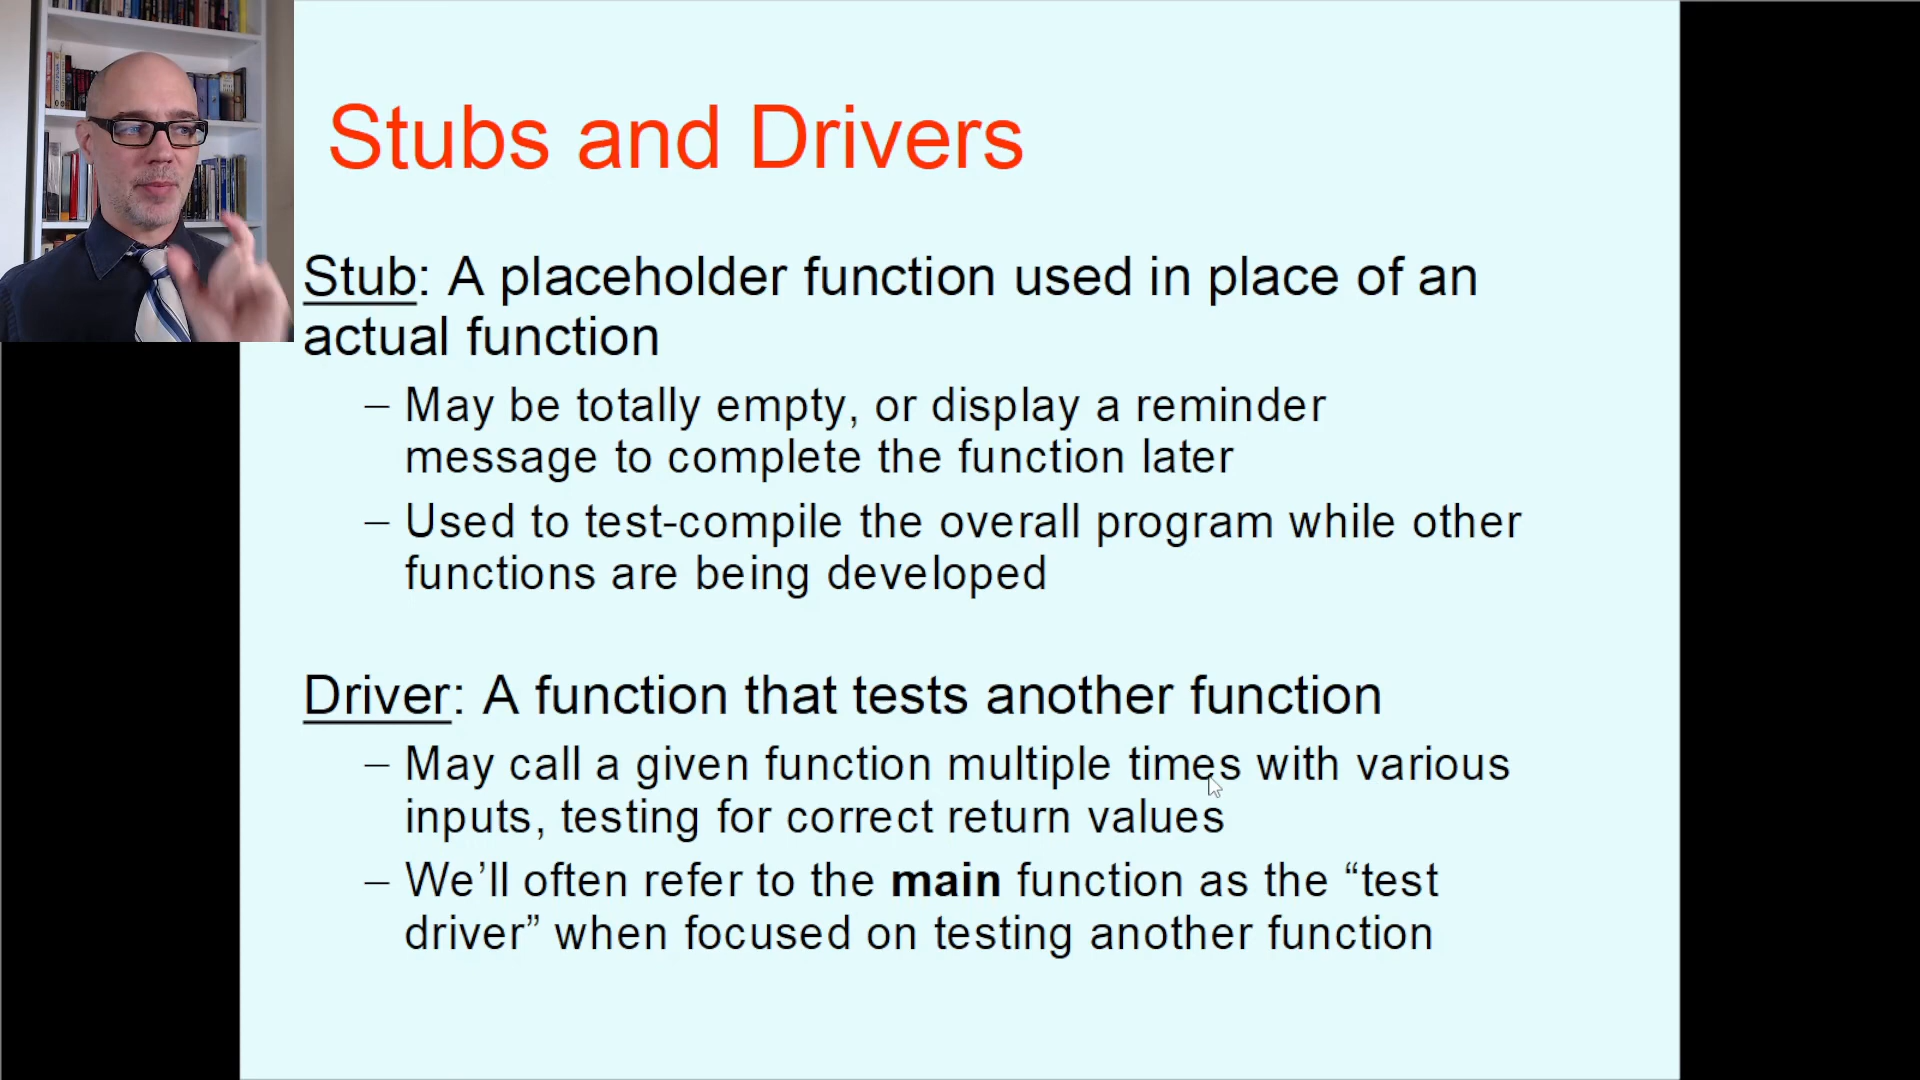 Stubs and Drivers
Stub: A placeholder function used in place of an
actual function
– May be totally empty, or display a reminder
message to complete the function later
– Used to test-compile the overall program while other
functions are being developed
Driver: A function that tests another function
– May call a given function multiple times with various
inputs, testing for correct return values
– We’ll often refer to the main function as the “test
driver” when focused on testing another function